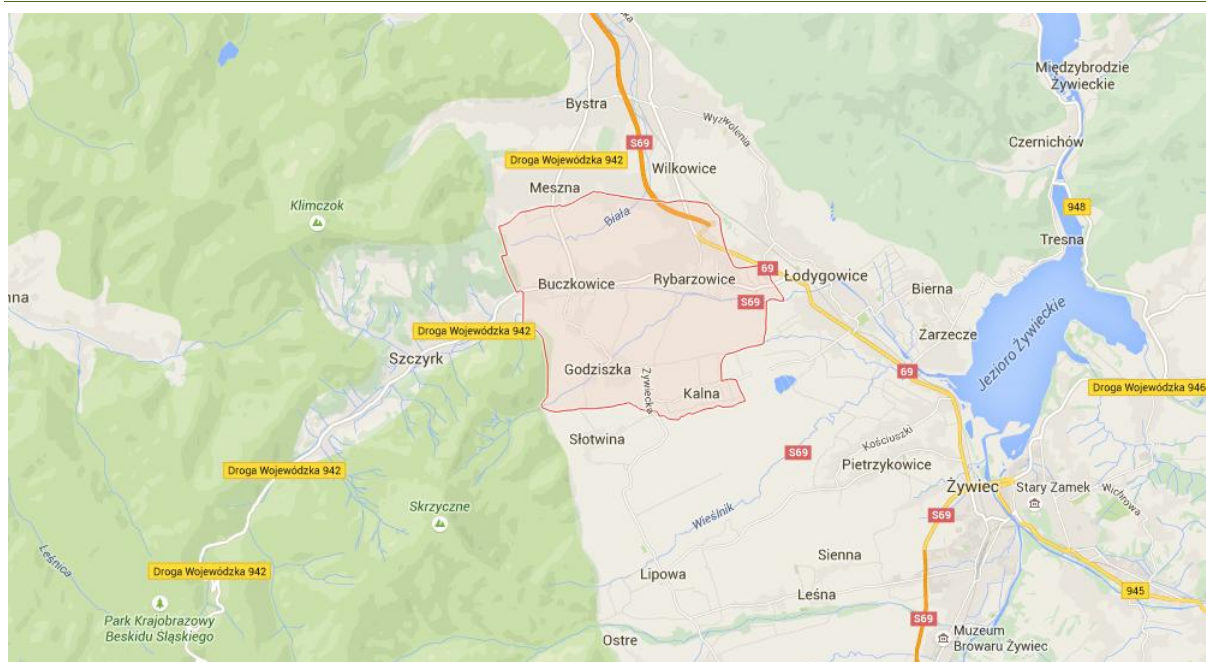 Międzybrodzie
Żywieckie
Bystra
Wyzwolenia
Czernichów
S69
Droga Wojewódzka 942
Wilkowice
Meszna
Klimczok
948
Biała
Tresna
69
Łodygowice
Rybarzowice
Buczkowice
Bierna
nna
S69
Droga Wojewódzka 942
Zarzecze
Jezioro Żywieckie
Szczyrk
Godziszka
Żywiecka
69
Kalna
Droga Wojewódzka 946
Słotwina
Kościuszki
S69
Pietrzykowice
Droga Wojewódzka 942
Żywiec
Stary Zamek
Wichrowa
Skrzyczne
Wieśnik
S69
Leśnica
Sienna
Droga Wojewódzka 942
Lipowa
Leśna
945
Park Krajobrazowy
Beskidu Śląskiego
S69
Ostre
Muzeum
Browaru Żywiec